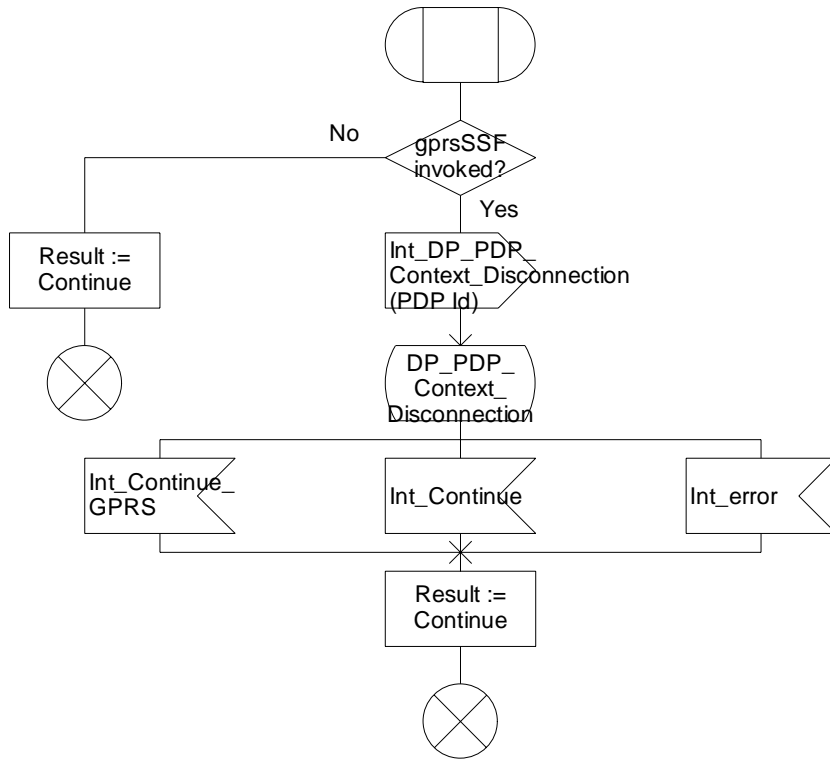 gprsSSF
invoked?
No
Yes
Result :=
Continue
Int_DP_PDP_
Context_Disconnection
(PDP Id)
DP_PDP_
Context_
Disconnection
Int_Continue_
GPRS
Int_Continue
Int_error
Result :=
Continue